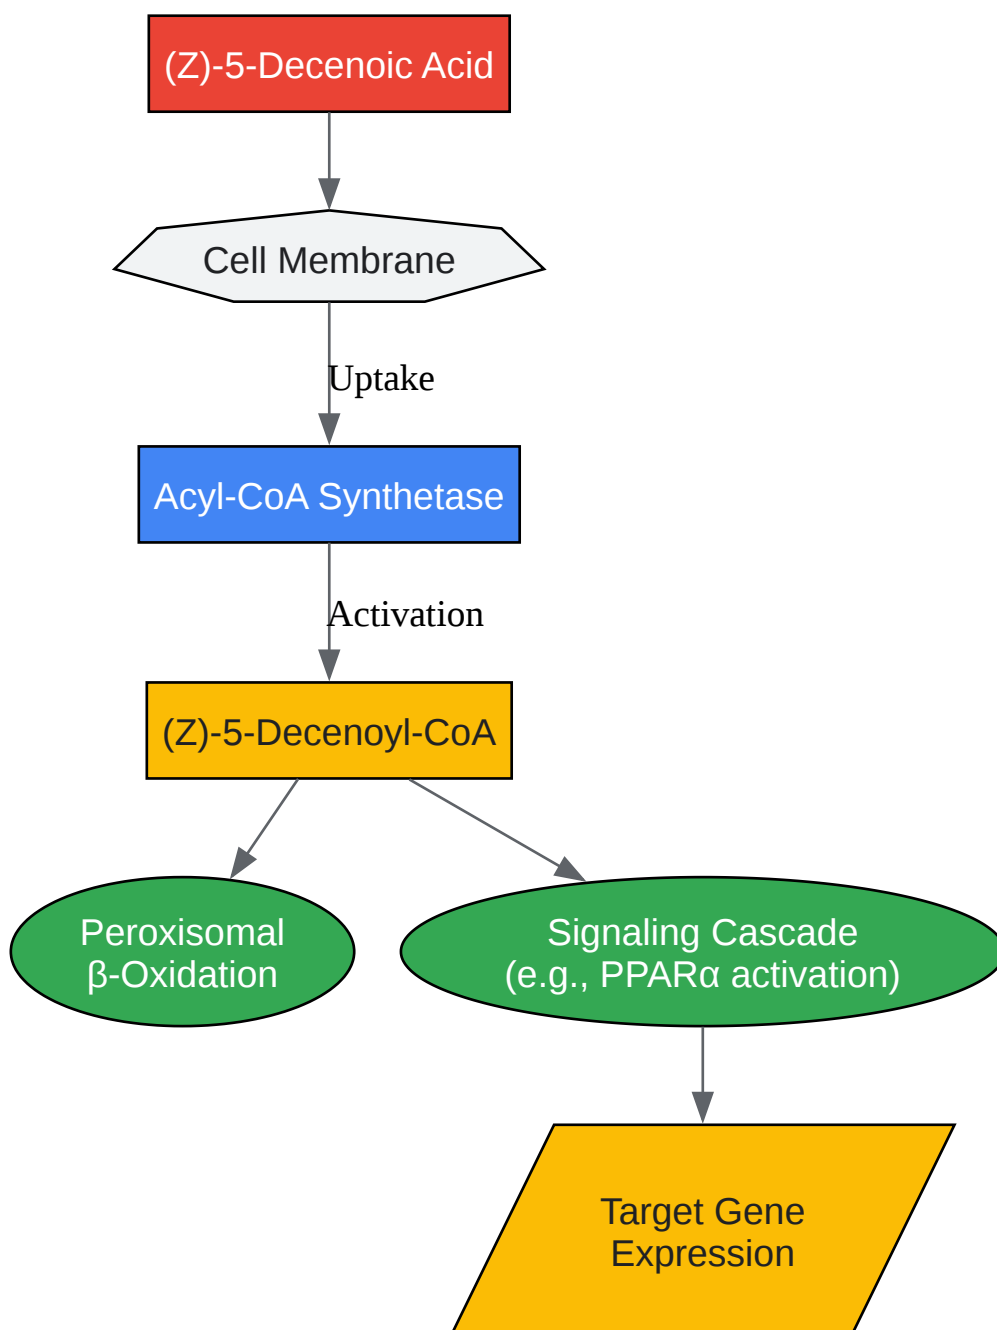 (Z)-5-Decenoic Acid
Cell Membrane
Uptake
Acyl-CoA Synthetase
Activation
(Z)-5-Decenoyl-CoA
Peroxisomal
β-Oxidation
Signaling Cascade
(e.g., PPARα activation)
Target Gene
Expression